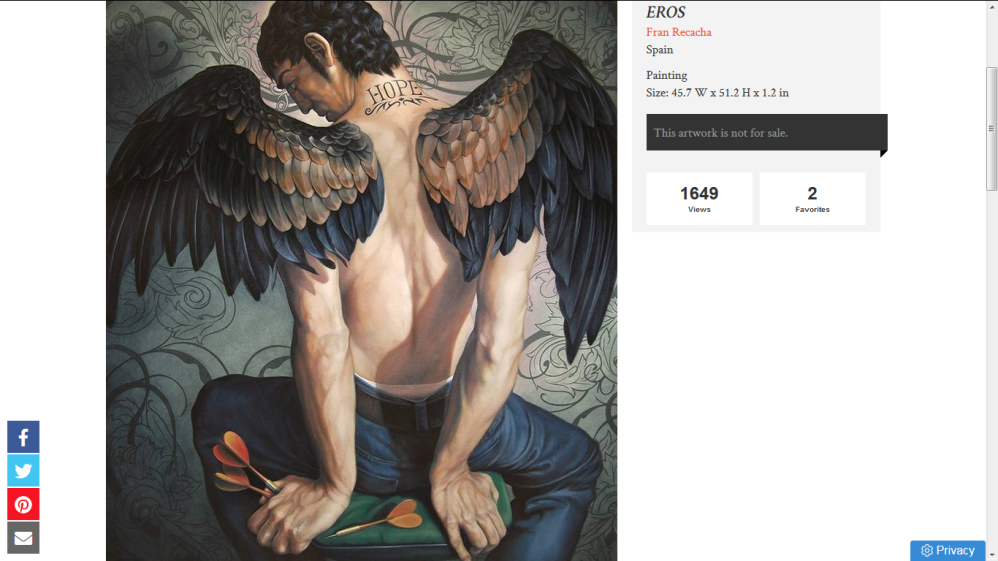 HOPE
EROS
Fran Recacha
Spain
Painting
Size: 45.7 W x 51.2 H x 1.2 in
This artwork is not for sale.
1649
Views
2
Favorites
Privacy